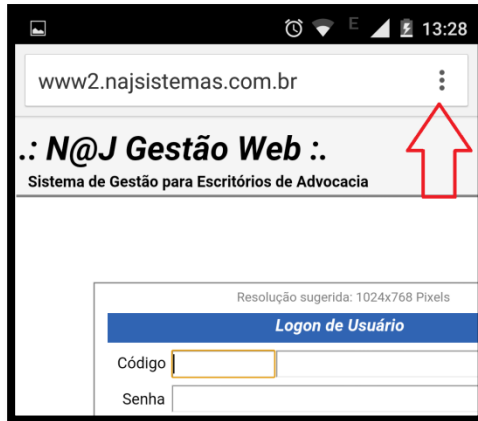 E 13:28
www2.najsistemas.com.br
.: N@J Gestão Web :.
Sistema de Gestão para Escritórios de Advocacia
Resolução sugerida: 1024x768 Pixels
Logon de Usuário
Código
Senha